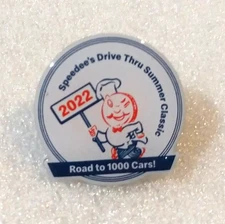 Speedee's Drive Thru Summer Classic
2022
Road to 1000 Cars!